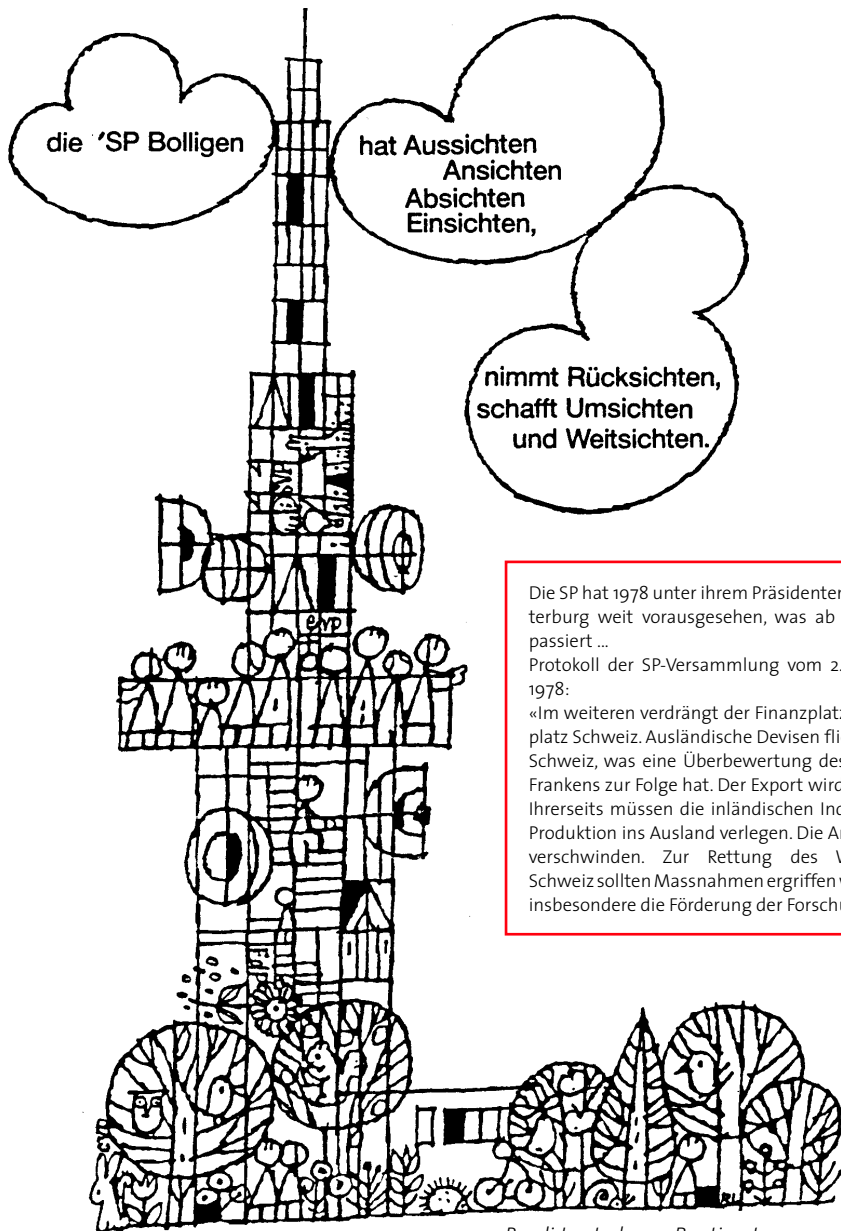 die 'SP Bolligen
hat Aussichten
Ansichten
Absichten
Einsichten,
nimmt Rücksichten,
schafft Umsichten
und Weitsichten.
SVP
evp
FdP
Die SP hat 1978 unter ihrem Präsidenten
terburg weit vorausgesehen, was ab
passiert ...
Protokoll der SP-Versammlung vom 2.
1978:
«Im weiteren verdrängt der Finanzplatz
platz Schweiz. Ausländische Devisen
Schweiz, was eine Überbewertung des
Frankens zur Folge hat. Der Export wird
Ihrerseits müssen die inländischen
Produktion ins Ausland verlegen. Die
verschwinden. Zur Rettung des
Schweiz sollten Massnahmen ergriffen
insbesondere die Förderung der